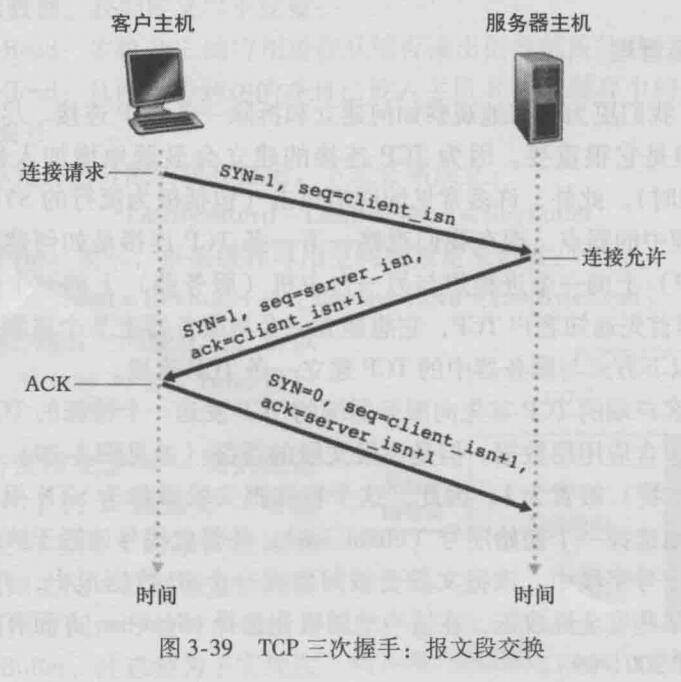 客户主机
服务器主机
连接请求
SYN=1, seq=client_isn
连接允许
SYN=1, seq=server_isn,
ack=client_isn+1
ACK
SYN=0, seq=client_isn+1,
ack=server_isn+1
时间
时间
图 3-39 TCP 三次握手：报文段交换